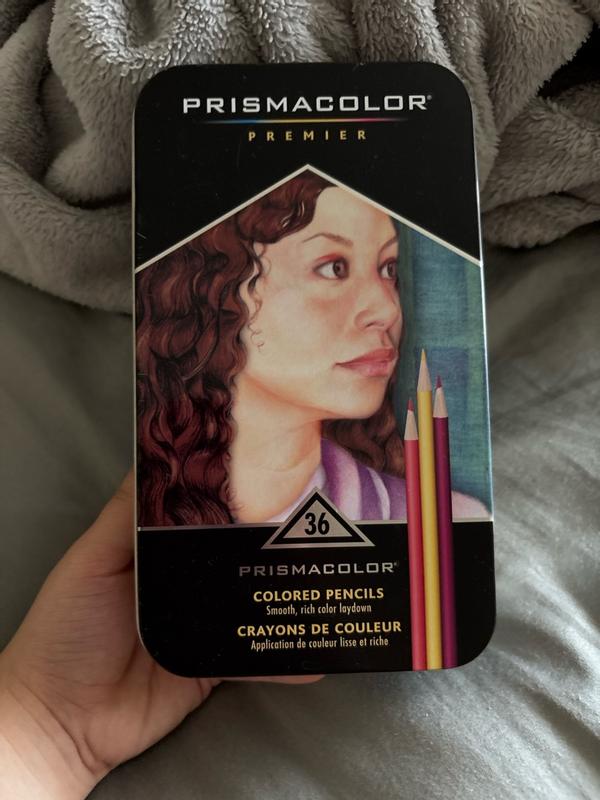 PRISMACOLOR®
PREMIER
36
PRISMACOLOR®
COLORED PENCILS
Smooth, rich color laydown
CRAYONS DE COULEUR
Application de couleur lisse et riche